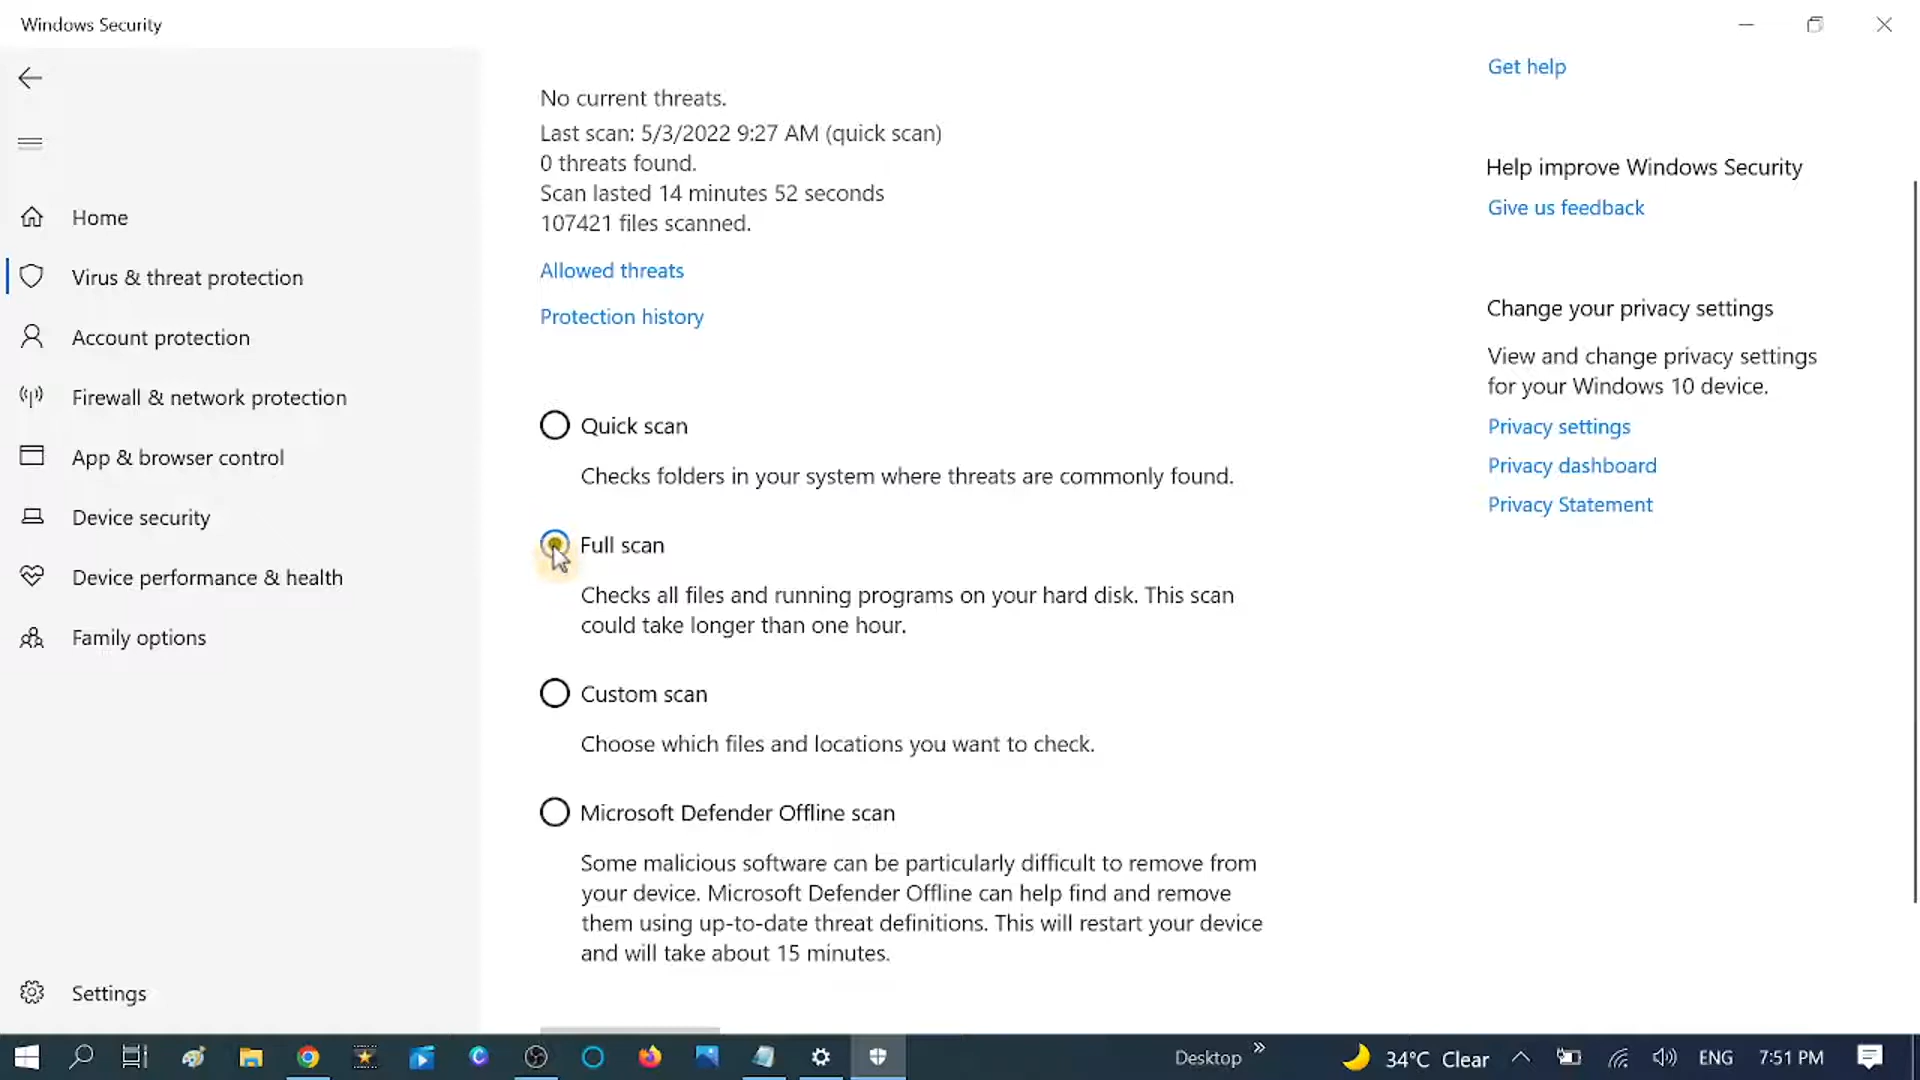 Windows Security
Home
Virus & threat protection
Account protection
Firewall & network protection
App & browser control
Device security
Device performance & health
Family options
Settings
No current threats.
Last scan: 5/3/2022 9:27 AM (quick scan)
0 threats found.
Scan lasted 14 minutes 52 seconds
107421 files scanned.
Allowed threats
Protection history
Quick scan
Checks folders in your system where threats are commonly found.
Full scan
Checks all files and running programs on your hard disk. This scan
could take longer than one hour.
Custom scan
Choose which files and locations you want to check.
Microsoft Defender Offline scan
Some malicious software can be particularly difficult to remove from
your device. Microsoft Defender Offline can help find and remove
them using up-to-date threat definitions. This will restart your device
and will take about 15 minutes.
Get help
Help improve Windows Security
Give us feedback
Change your privacy settings
View and change privacy settings
for your Windows 10 device.
Privacy settings
Privacy dashboard
Privacy Statement
Desktop » 34°C Clear ENG 7:51 PM